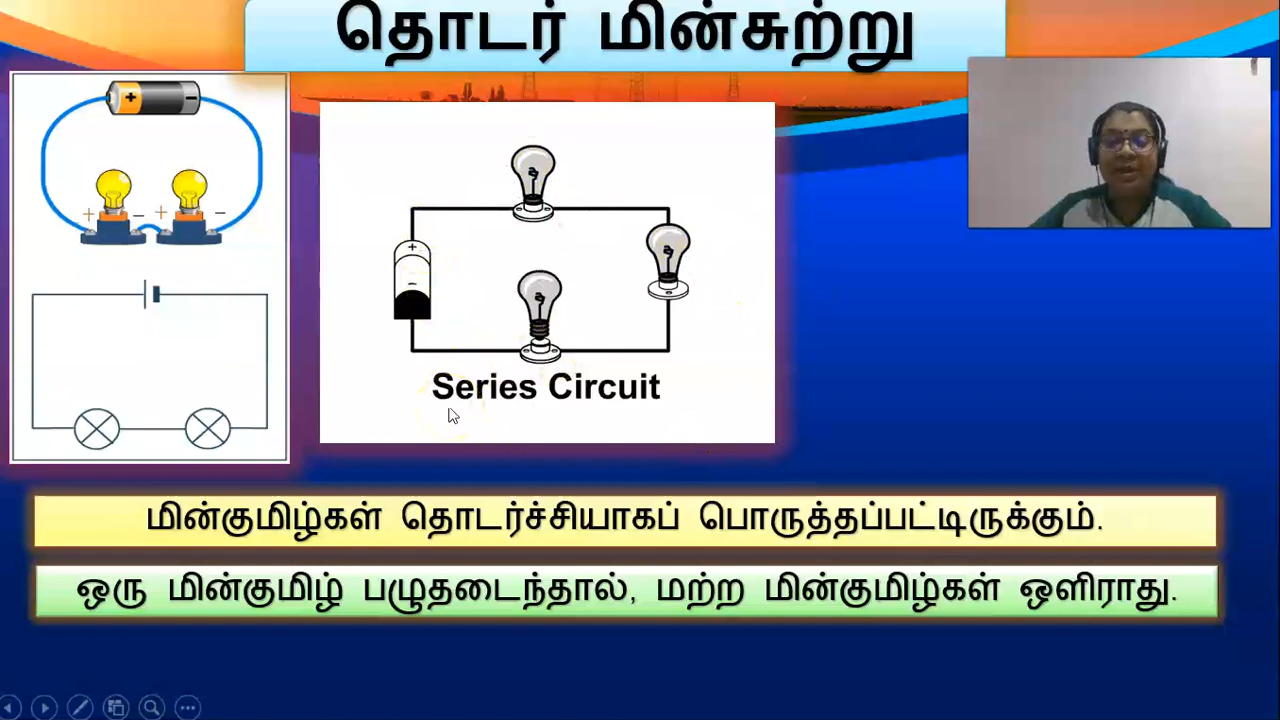 தொடர் மின்சுற்று
Series Circuit
மின்குமிழ்கள் தொடர்ச்சியாகப் பொருத்தப்பட்டிருக்கும்.
ஒரு மின்குமிழ் பழுதடைந்தால், மற்ற மின்குமிழ்கள் ஒளிராது.